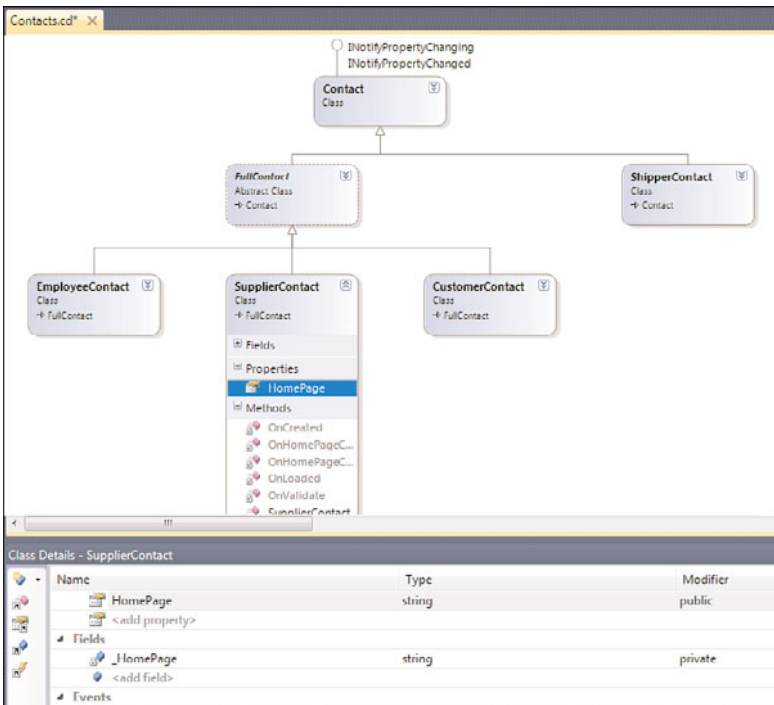 Contacts.cd*
INotifyPropertyChanging
INotifyPropertyChanged
Contact
Class
FullContact
Abstract Class
Contact
ShipperContact
Class
Contact
EmployeeContact
Class
FullContact
SupplierContact
Class
FullContact
CustomerContact
Class
FullContact
Fields
Properties
HomePage
Methods
OnCreated
OnHomePageC...
OnHomePageC...
OnLoaded
OnValidate
SupplierContact
Class Details - SupplierContact
Name Type Modifier
HomePage string public
<add property>
Fields
_HomePage string private
<add field>
Events